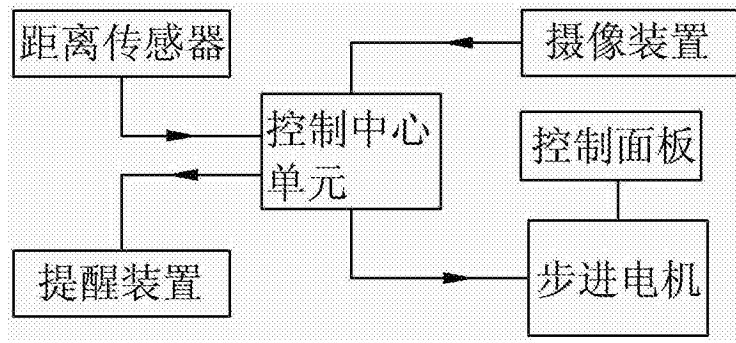 距离传感器
摄像装置
控制中心
单元
控制面板
提醒装置
步进电机